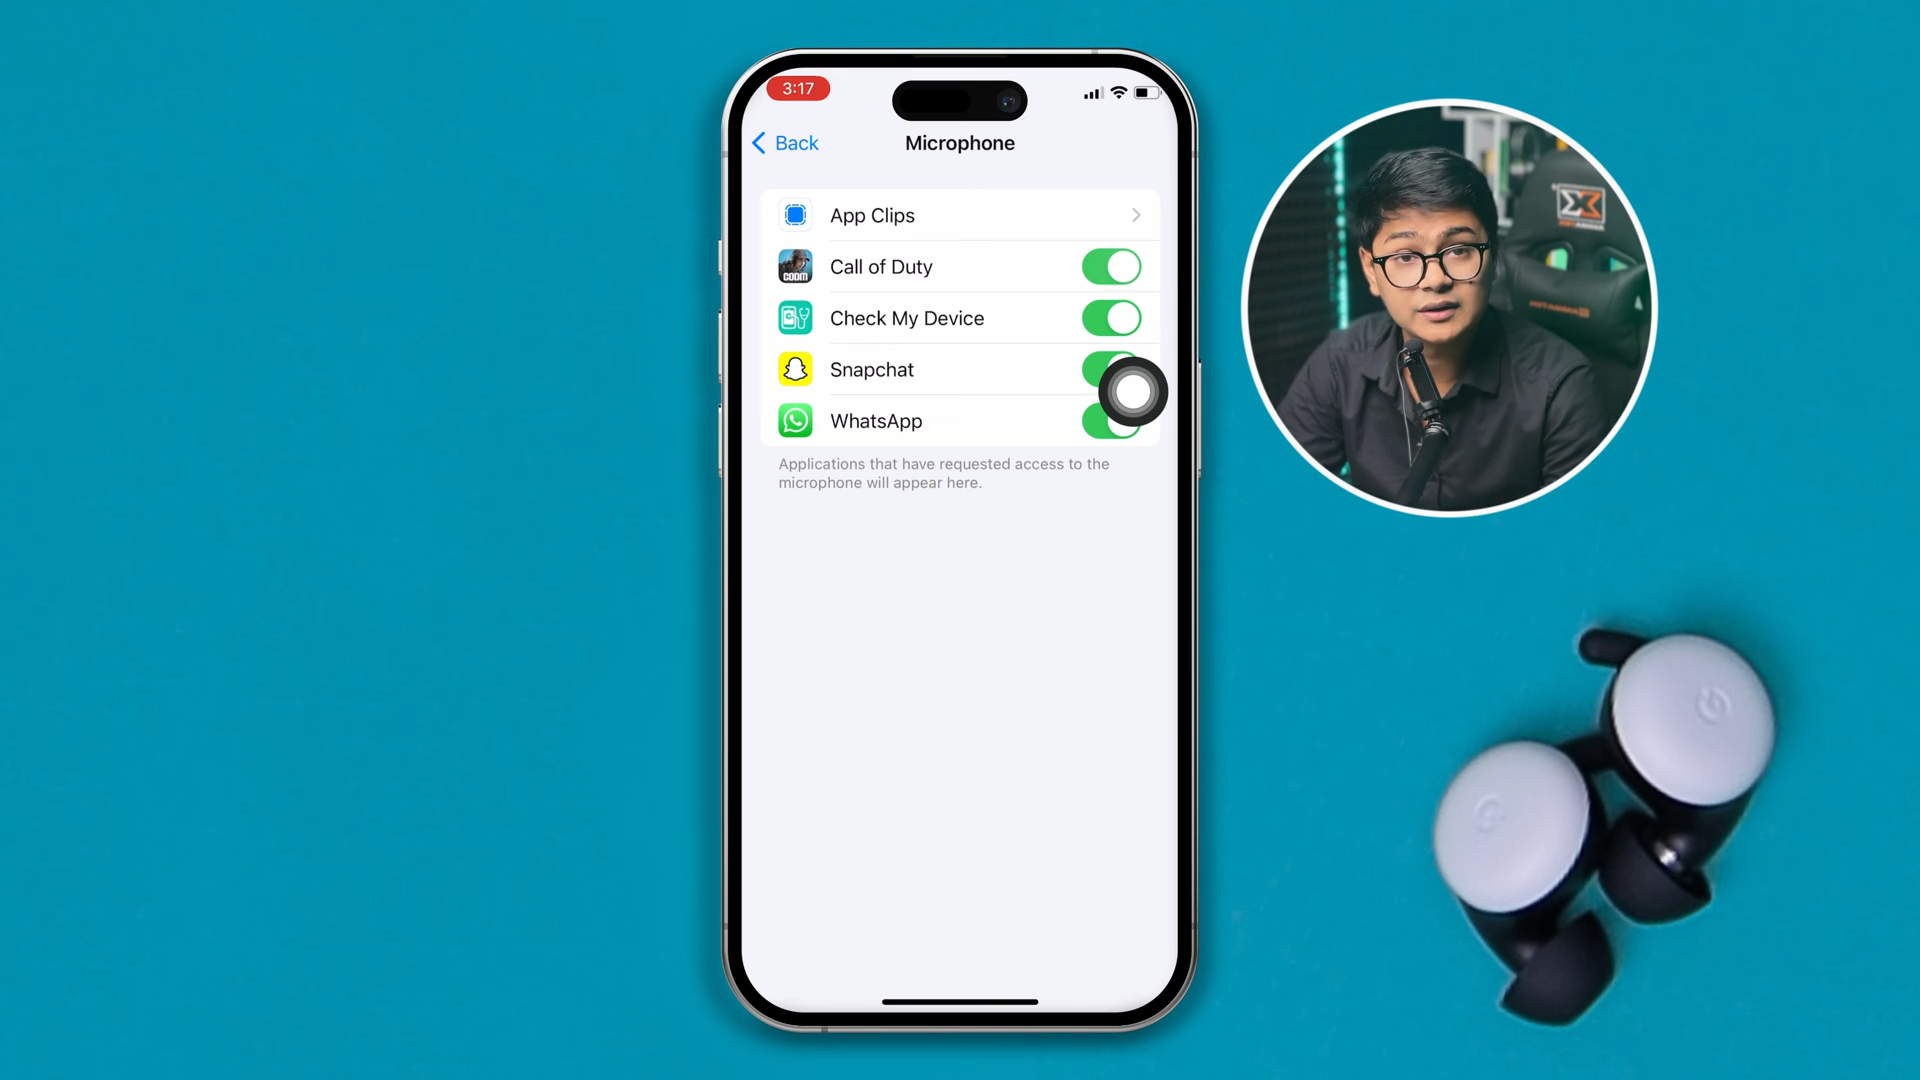 3:17
Back
Microphone
App Clips
CODM
Call of Duty
Check My Device
Snapchat
WhatsApp
Applications that have requested access to the
microphone will appear here.